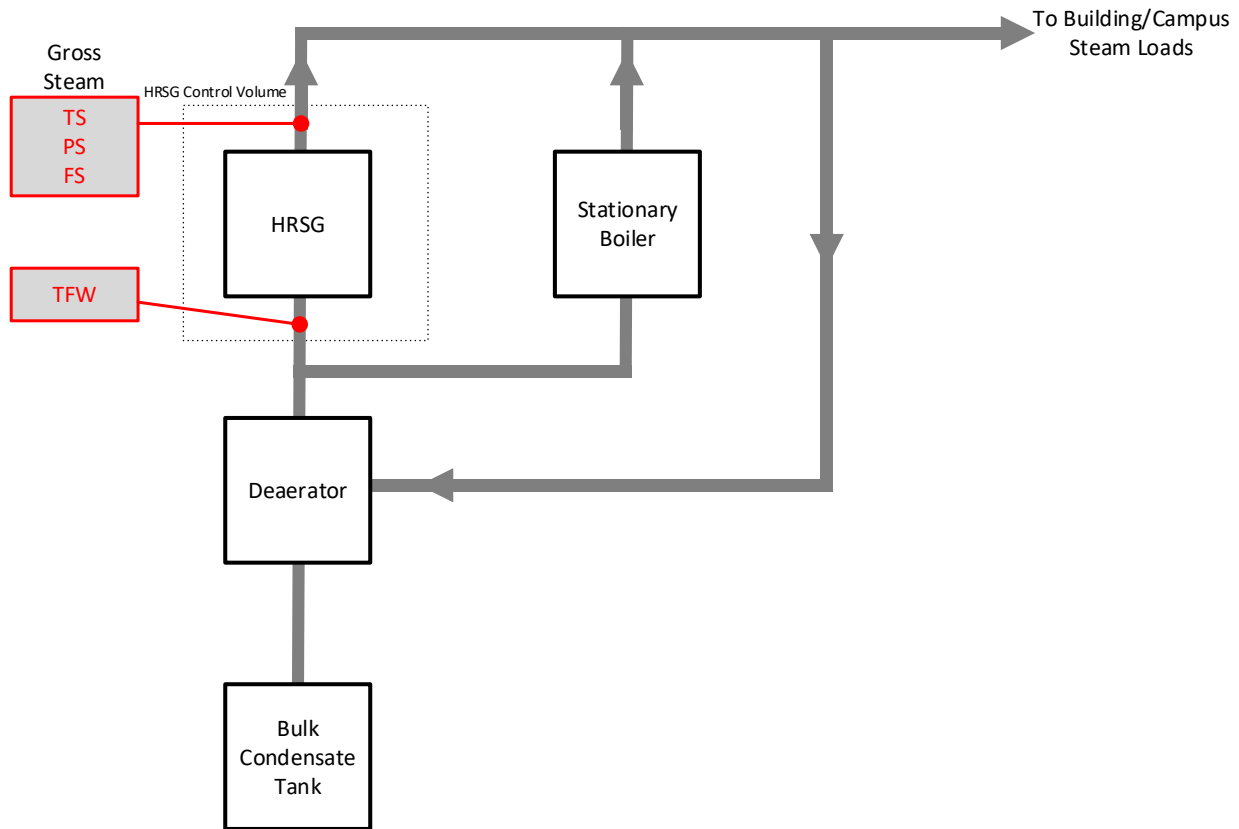 To Building/Campus
Steam Loads
Gross
Steam
HRSG Control Volume
TS
PS
FS
HRSG
Stationary
Boiler
TFW
Deaerator
Bulk
Condensate
Tank